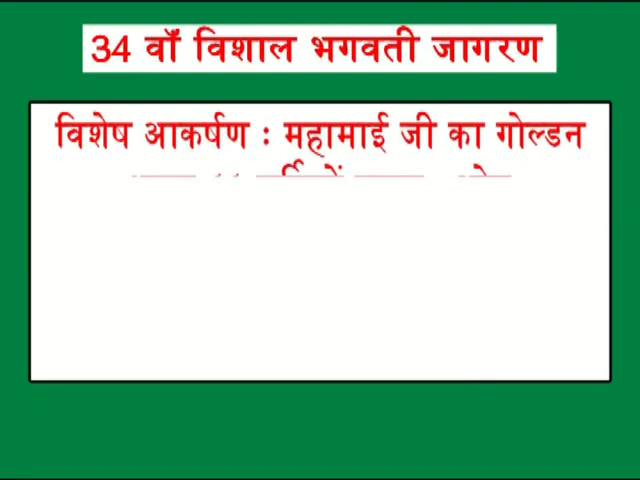 34 वाँ विशाल भगवती जागरण
विशेष आकर्षण : महामाई जी का गोल्डन